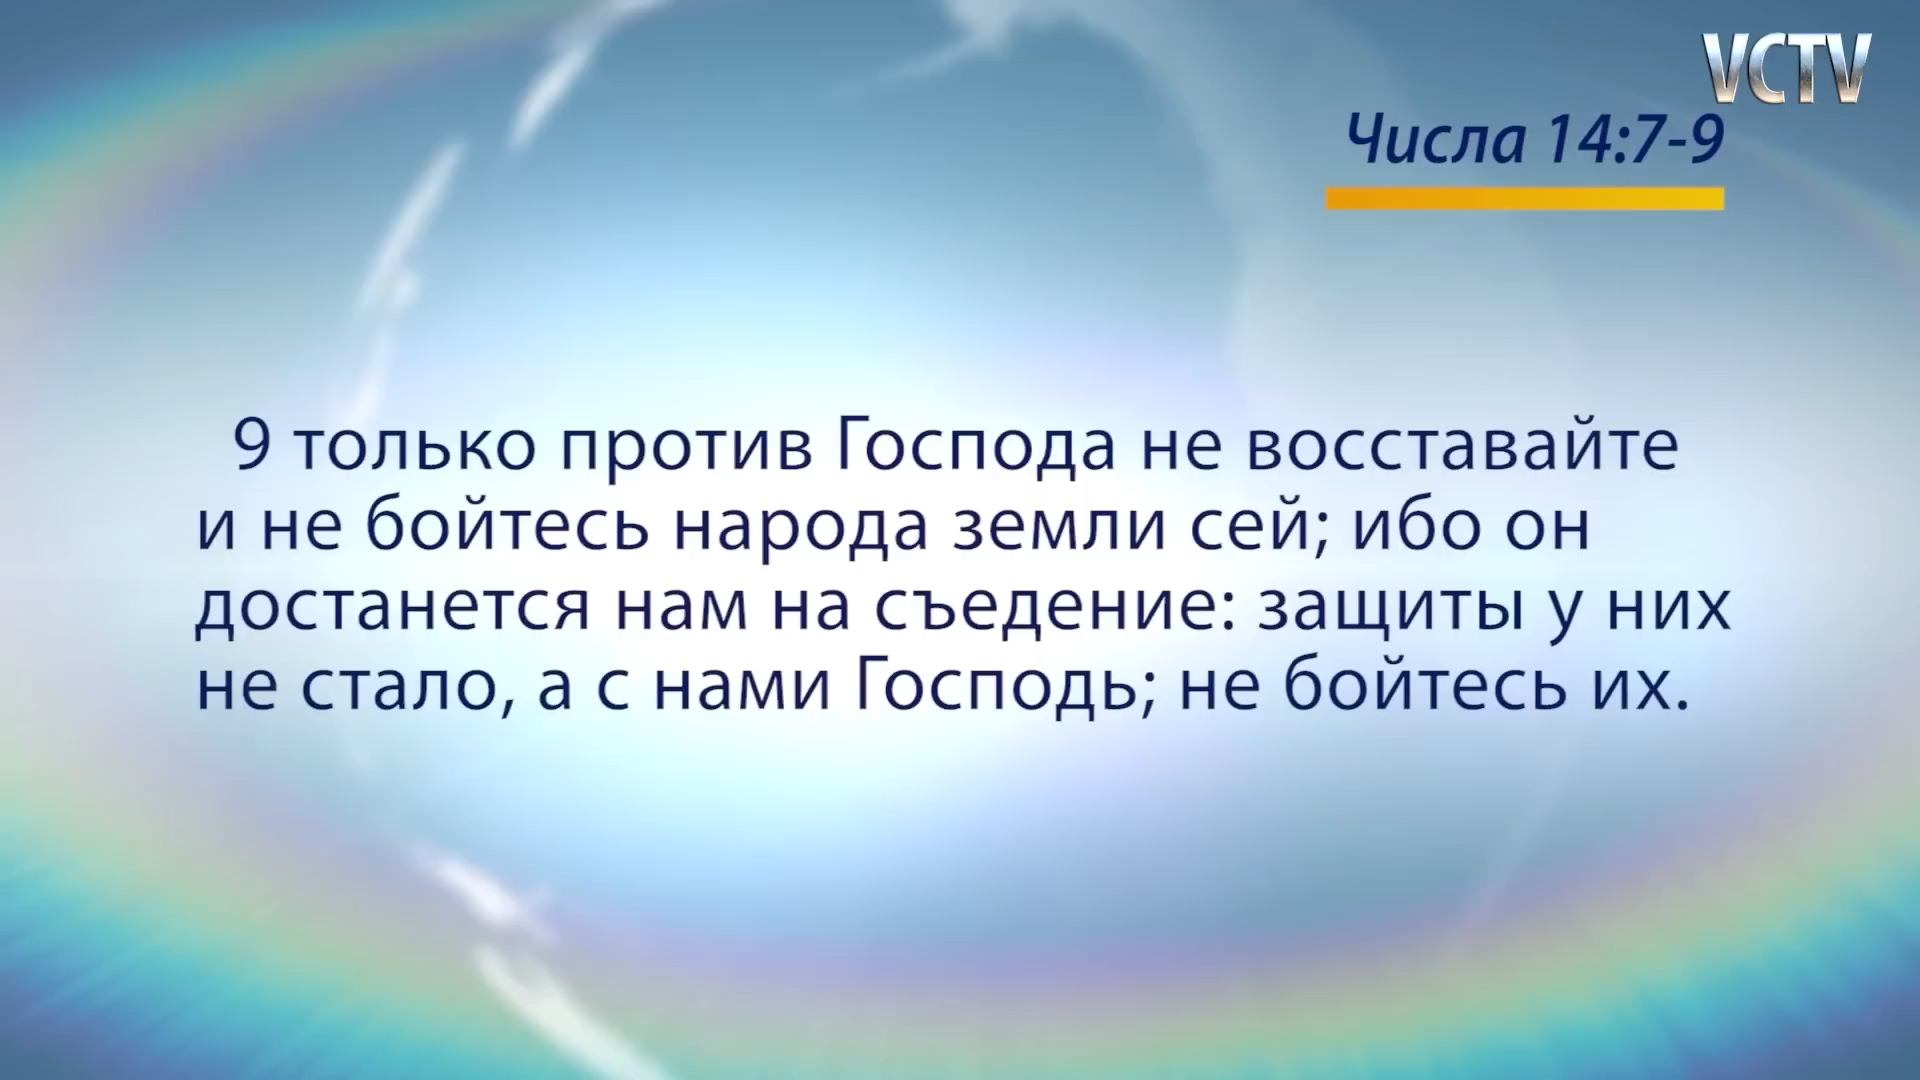 VCTV
Числа 14:7-9
9 только против Господа не восставайте
и не бойтесь народа земли сей; ибо он
достанется нам на съедение: защиты у них
не стало, а с нами Господь; не бойтесь их.